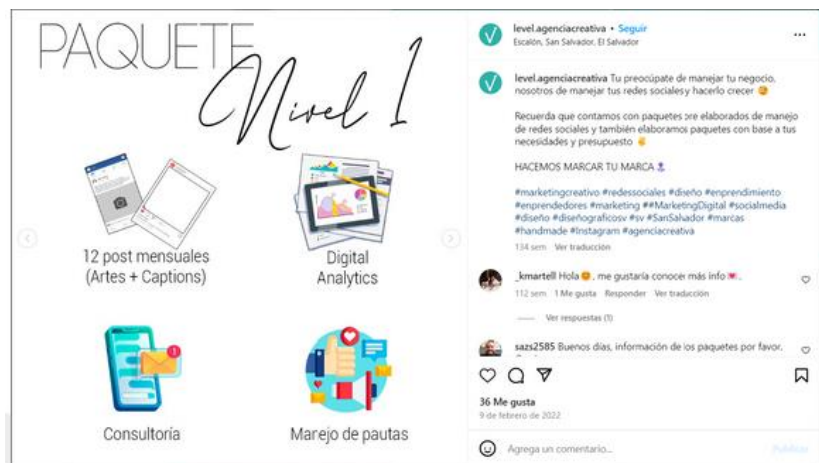 PAQUETE
Nivel 1
12 post mensuales
(Artes + Captions)
Digital
Analytics
Consultoría
Marejo de pautas
level.agenciacreativa • Seguir
Escalón, San Salvador, El Salvador
level.agenciacreativa Tu preocúpate de manejar tu negocio,
nosotros de manejar tus redes sociales y hacerlo crecer
Recuerda que contamos con paquetes pre elaborados de manejo
de redes sociales y también elaboramos paquetes con base a tus
necesidades y presupuesto
HACEMOS MARCAR TU MARCA
#marketingcreativo #redessociales #diseño #enprendimiento
#enprendedores #marketing ##MarketingDigital #socialmedia
#diseño #diseñograficosv #sv #SanSalvador #marcas
#handmade #Instagram #agenciacreativa
134 sem Ver traducción
_kmartell Hola, me gustaría conocer más info.
112 sem 1 Me gusta Responder Ver traducción
Ver respuestas (1)
sazs2585 Buenos días, información de los paquetes por favor.
36 Me gusta
9 de febrero de 2022
Agrega un comentario...
Publicar